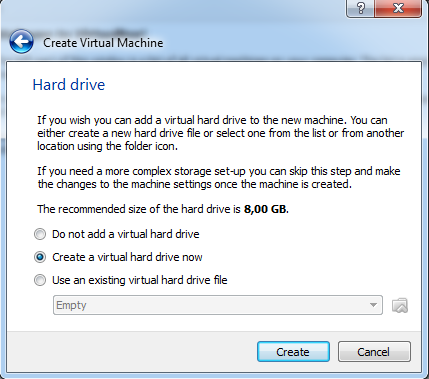 Create Virtual Machine
Hard drive
If you wish you can add a virtual hard drive to the new machine. You can
either create a new hard drive file or select one from the list or from another
location using the folder icon.
If you need a more complex storage set-up you can skip this step and make
the changes to the machine settings once the machine is created.
The recommended size of the hard drive is 8,00 GB.
Do not add a virtual hard drive
Create a virtual hard drive now
Use an existing virtual hard drive file
Empty
Create
Cancel